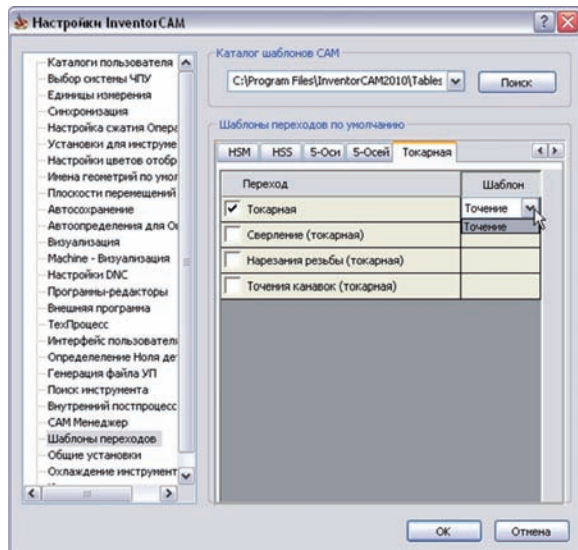 Настройки InventorCAM
Каталоги пользователя
Выбор системы ЧПУ
Единицы измерения
Синхронизация
Настройка сжатия Опера
Установки для инструме
Настройки цветов отобр
Имена геометрий по умол
Плоскости перемещений
Автосохранение
Автоопределения для Оп
Визуализация
Machine - Визуализация
Настройки DNC
Программы-редакторы
Внешняя программа
ТехПроцесс
Интерфейс пользовател
Определеление Ноля де
Генерация файла УП
Поиск инструмента
Внутренний постпроцесс
САМ Менеджер
Шаблоны переходов
Общие установки
Охлаждение инструмент
Каталог шаблонов САМ
C:\Program Files\InventorCAM2010\Tables
Поиск
Шаблоны переходов по умолчанию
HSM HSS 5-Оси 5-Осей Токарная
Переход Шаблон
Токарная Точение
Точение
Сверление (токарная)
Нарезания резьбы (токарная)
Точения канавок (токарная)
ОК Отмена